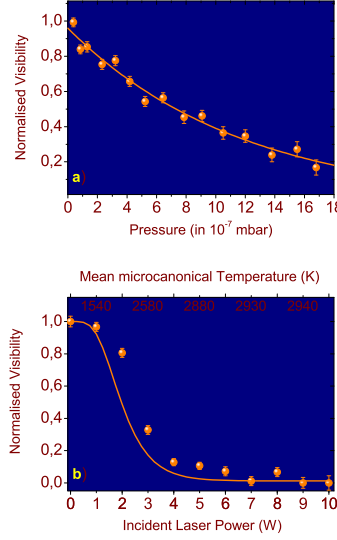 1,0
0,8
0,6
0,4
0,2
Normalised Visibility
a)
0 2 4 6 8 10 12 14 16 18
Pressure (in 10⁻⁷ mbar)
Mean microcanonical Temperature (K)
1540 2580 2880 2930 2940
1,0
0,8
0,6
0,4
0,2
0,0
Normalised Visibility
b)
0 1 2 3 4 5 6 7 8 9 10
Incident Laser Power (W)